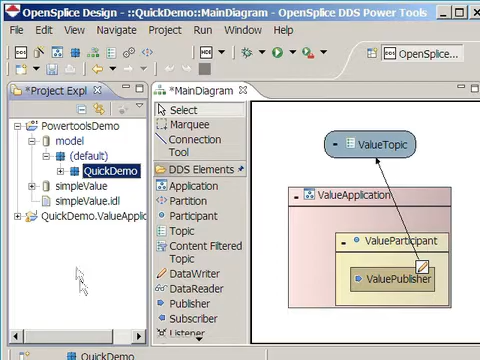 OpenSplice Design - ::QuickDemo::MainDiagram - OpenSplice DDS Power Tools
File Edit View Navigate Project Run Window Help
HDE
DDS OpenSplice...
*Project Expl
*MainDiagram
PowertoolsDemo
model
(default)
QuickDemo
simpleValue
simpleValue.idl
QuickDemo.ValueApplic
Select
Marquee
Connection
Tool
DDS Elements
Application
Partition
Participant
Topic
Content Filtered
Topic
DataWriter
DataReader
Publisher
Subscriber
Listener
ValueTopic
ValueApplication
ValueParticipant
ValuePublisher
QuickDemo